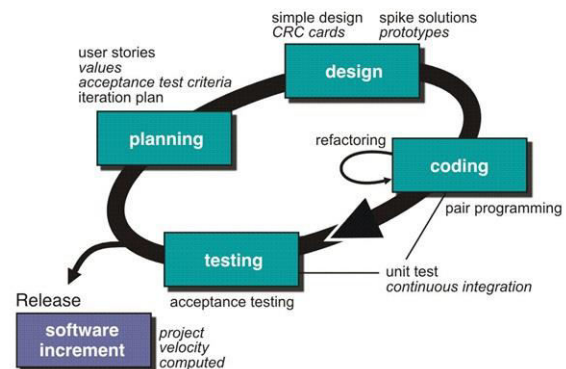 simple design
CRC cards
spike solutions
prototypes
user stories
values
acceptance test criteria
iteration plan
design
planning
refactoring
coding
pair programming
testing
unit test
continuous integration
acceptance testing
Release
software
increment
project
velocity
computed